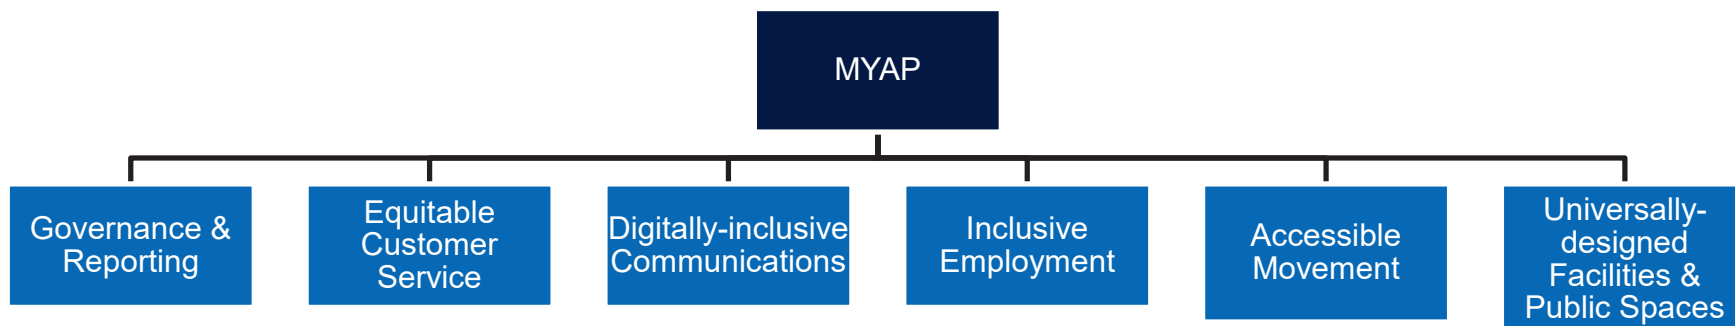 MYAP
Governance &
Reporting
Equitable
Customer
Service
Digitally-inclusive
Communications
Inclusive
Employment
Accessible
Movement
Universally-
designed
Facilities &
Public Spaces